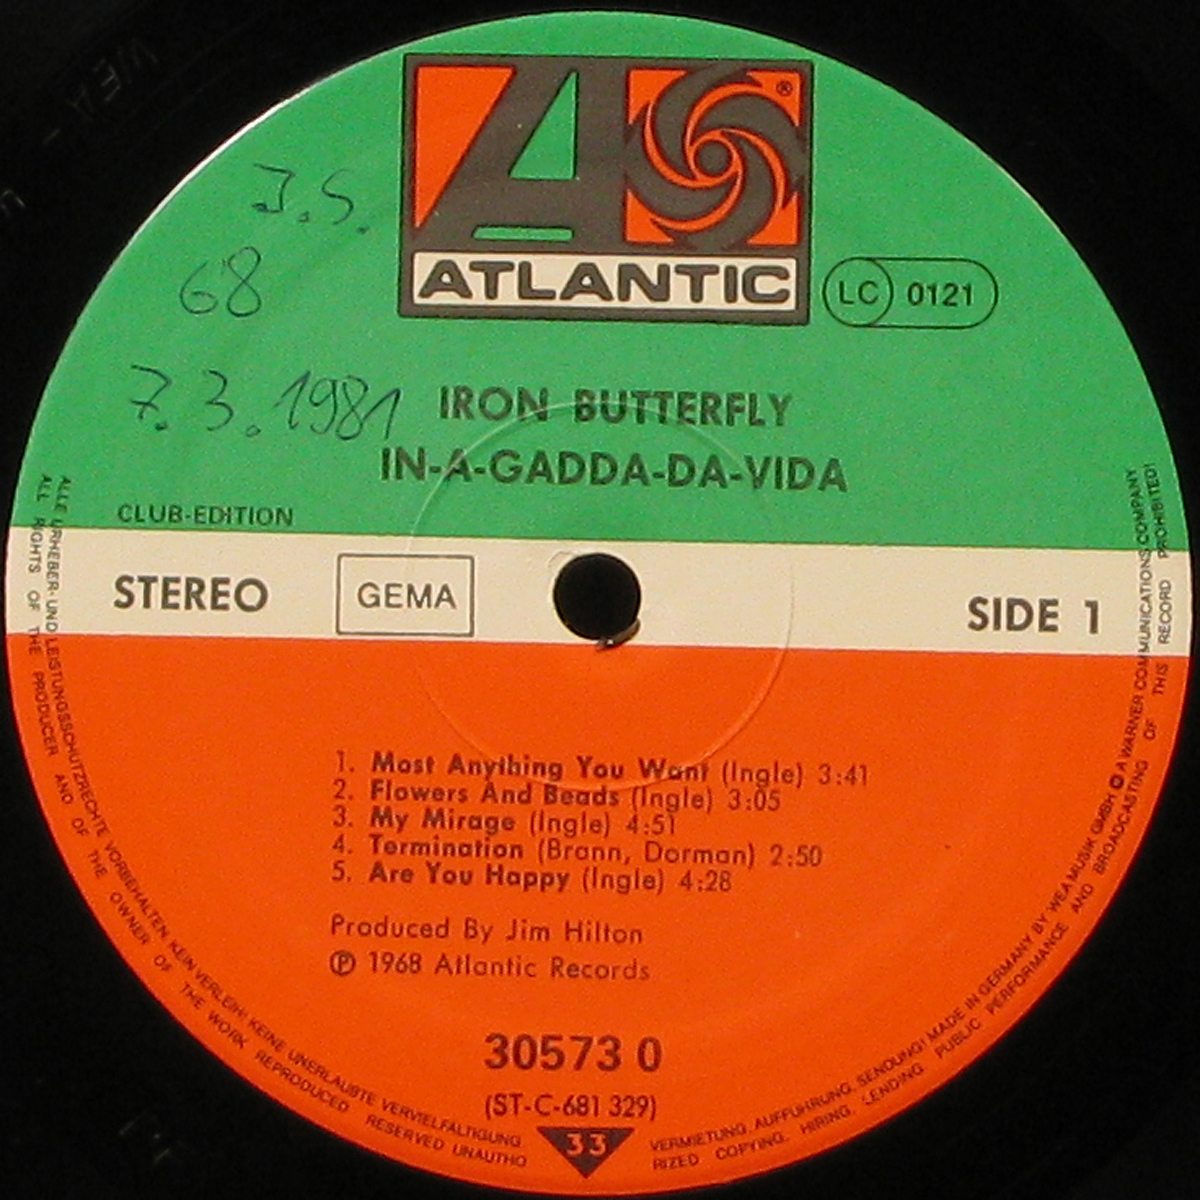 J.S.
68
7.3.1981
ATLANTIC
®
LC 0121
IRON BUTTERFLY
IN-A-GADDA-DA-VIDA
CLUB-EDITION
STEREO
GEMA
SIDE 1
1. Most Anything You Want (Ingle) 3:41
2. Flowers And Beads (Ingle) 3:05
3. My Mirage (Ingle) 4:51
4. Termination (Brann, Dorman) 2:50
5. Are You Happy (Ingle) 4:28
Produced By Jim Hilton
℗ 1968 Atlantic Records
30573 0
(ST-C-681 329)
33
ALLE URHEBER- UND LEISTUNGSSCHUTZRECHTE VORBEHALTEN. KEIN VERLEIH! KEINE UNERLAUBTE VERVIELFÄLTIGUNG
VERMIETUNG. AUFFÜHRUNG. SENDUNG! MADE IN GERMANY BY WEA MUSIK GMBH A WARNER COMMUNICATIONS COMPANY
ALL RIGHTS OF THE PRODUCER AND OF THE OWNER OF THE WORK REPRODUCED RESERVED UNAUTHO
RIZED COPYING. HIRING. LENDING PUBLIC PERFORMANCE AND BROADCASTING OF THIS RECORD PROHIBITED!